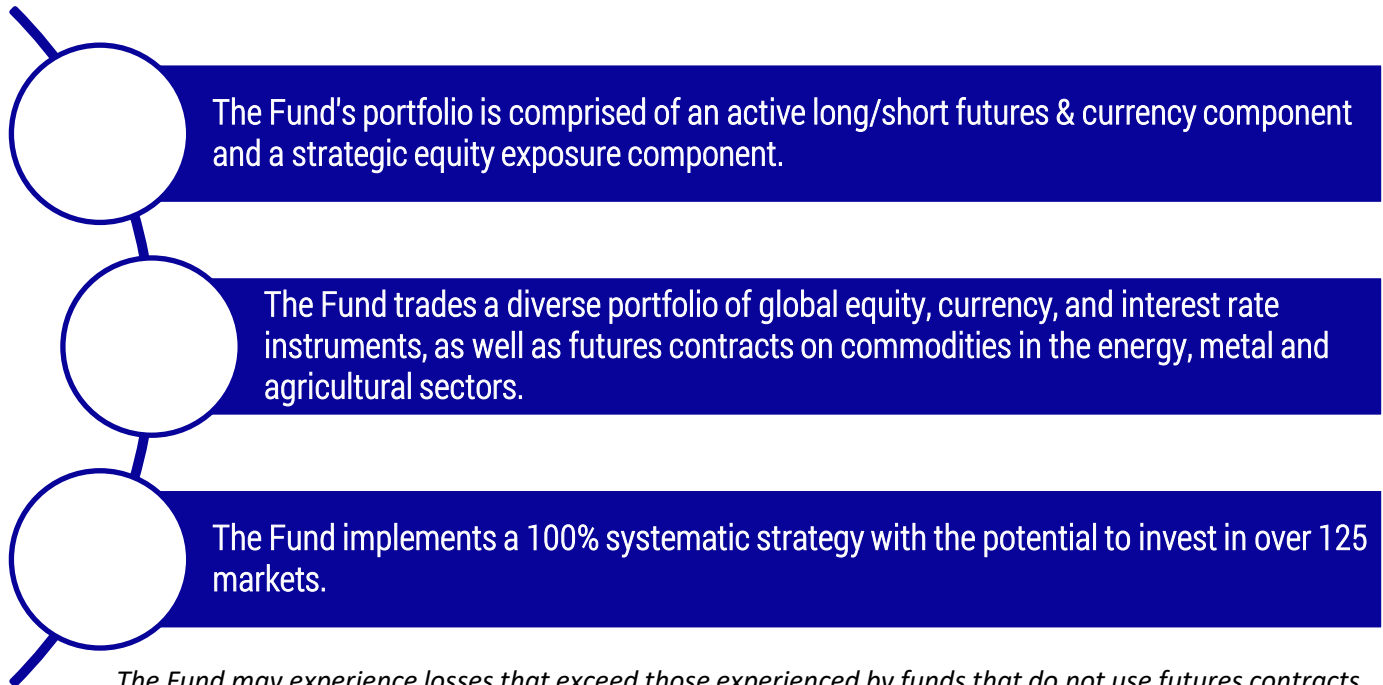 The Fund's portfolio is comprised of an active long/short futures & currency component
and a strategic equity exposure component.
The Fund trades a diverse portfolio of global equity, currency, and interest rate
instruments, as well as futures contracts on commodities in the energy, metal and
agricultural sectors.
The Fund implements a 100% systematic strategy with the potential to invest in over 125
markets.
The Fund may experience losses that exceed those experienced by funds that do not use futures contracts